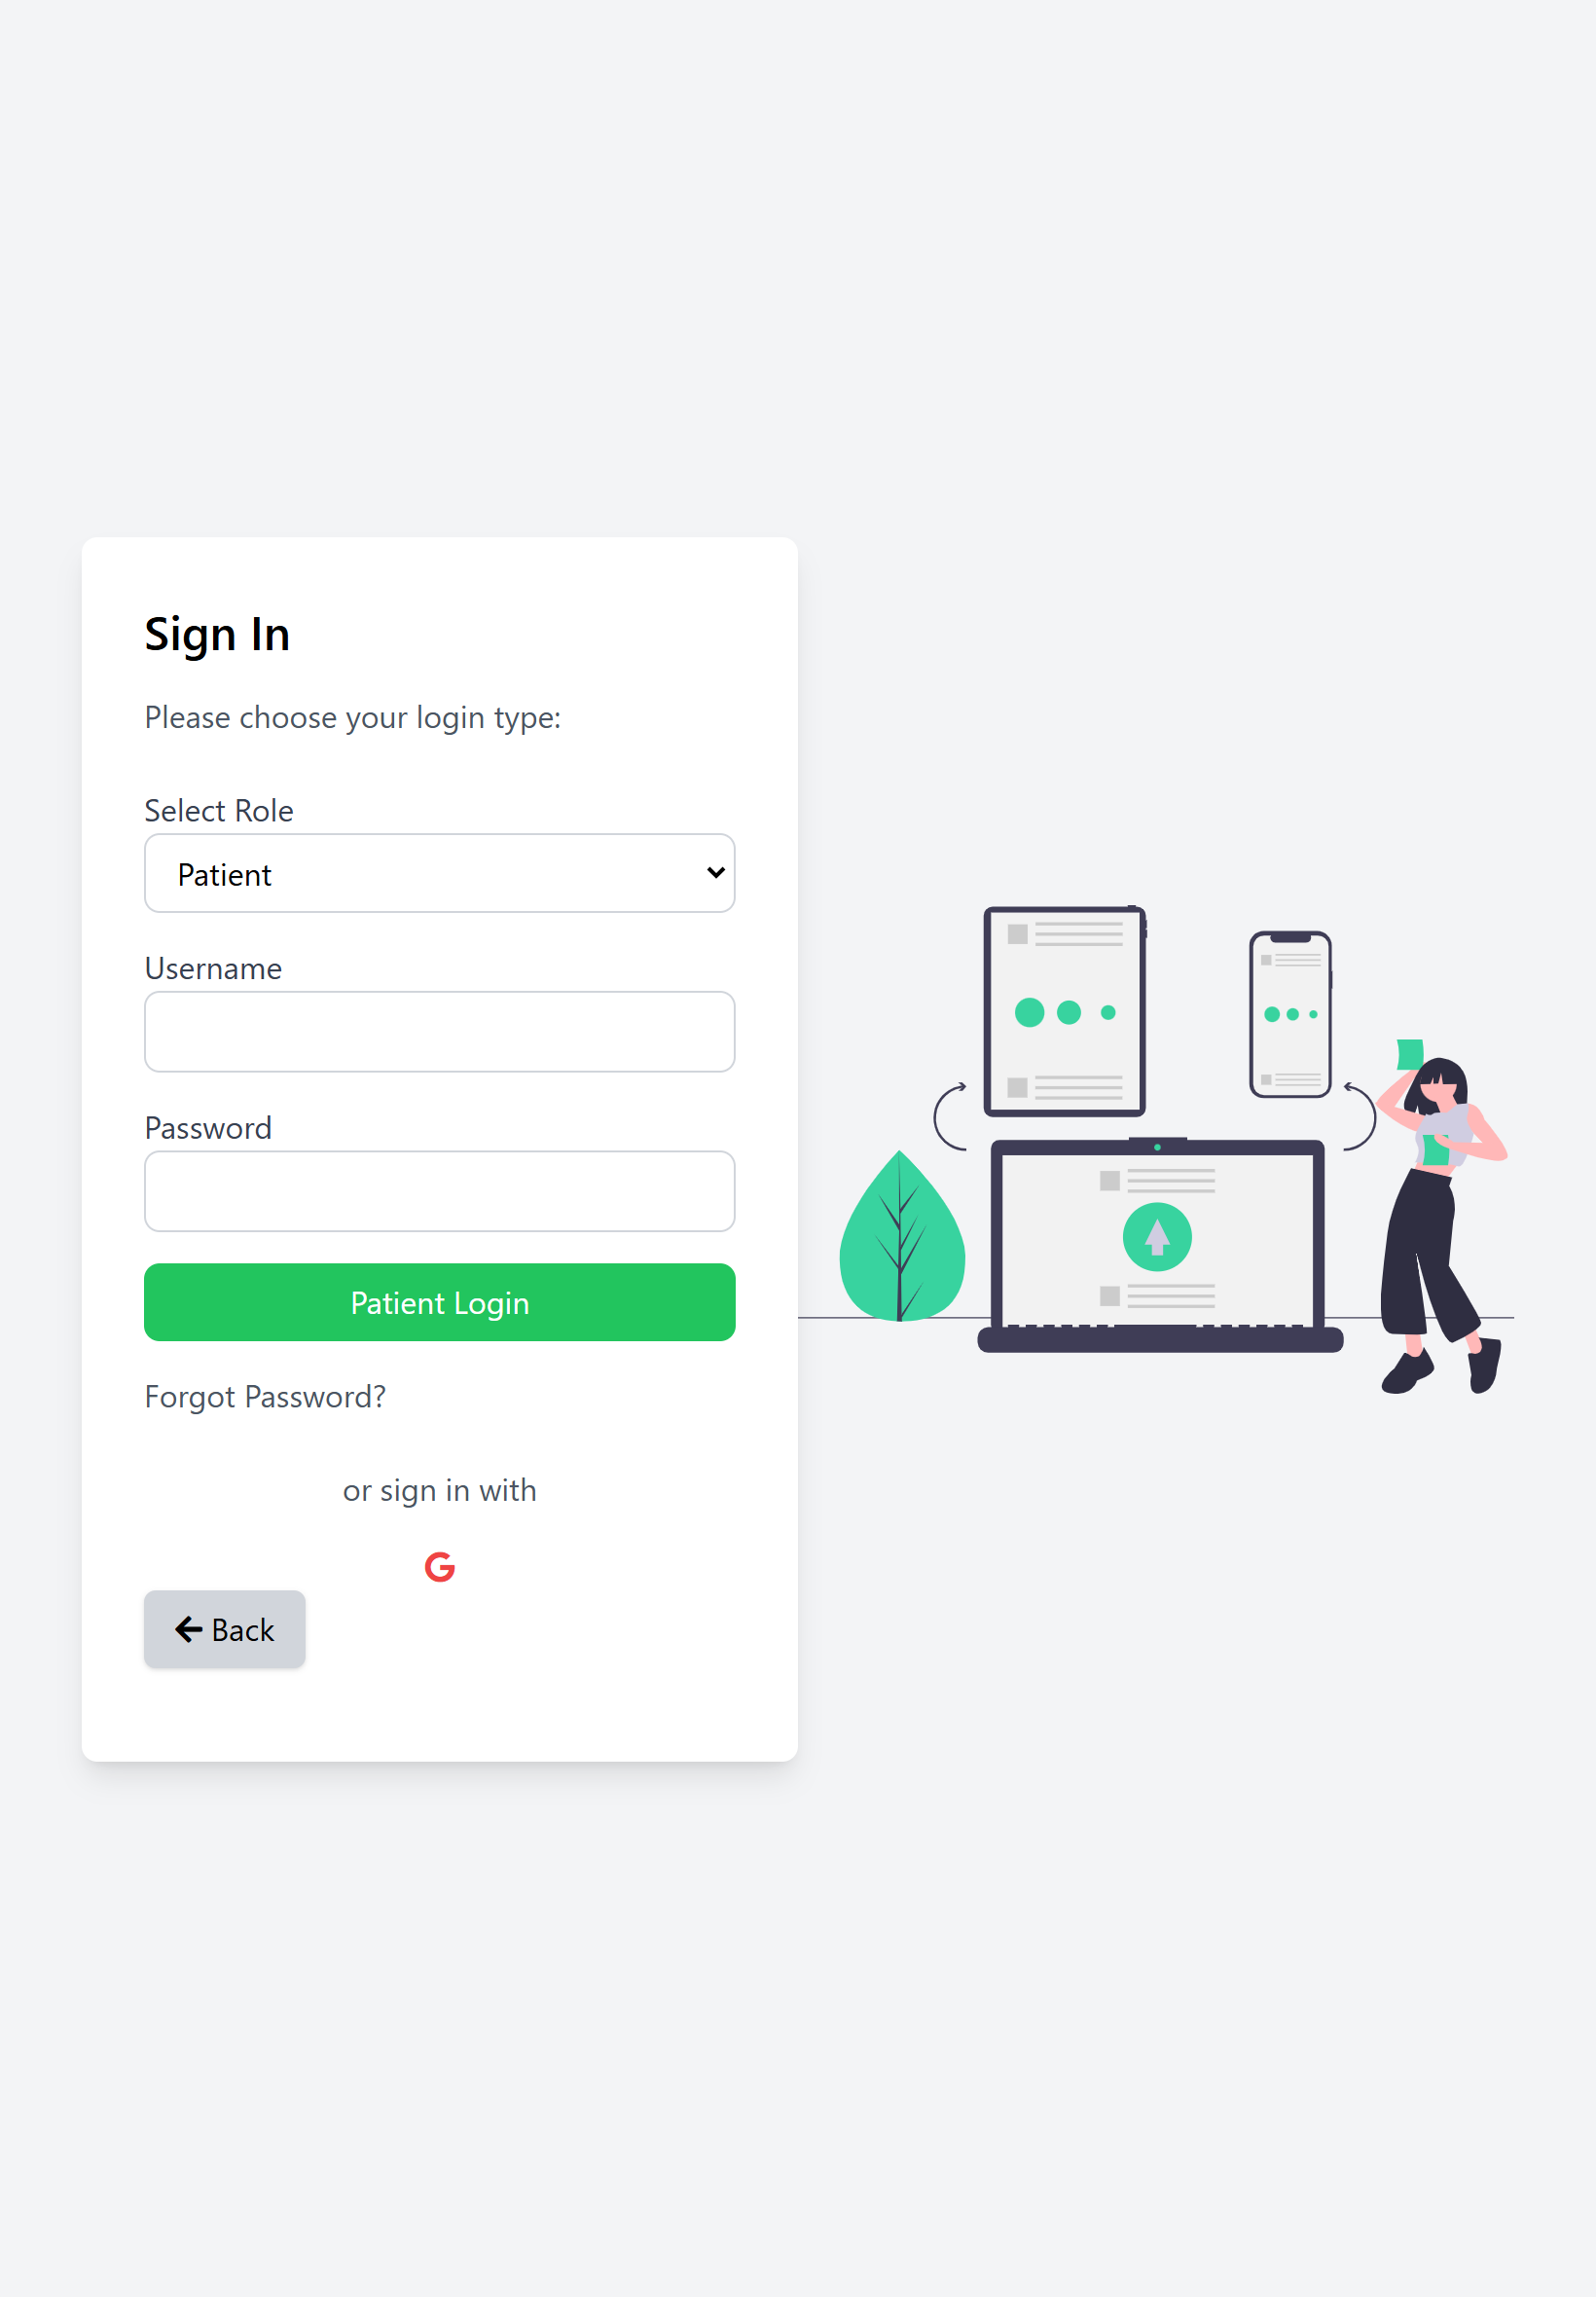 Sign In
Please choose your login type:
Select Role
Patient
Username
Password
Patient Login
Forgot Password?
or sign in with
G
Back